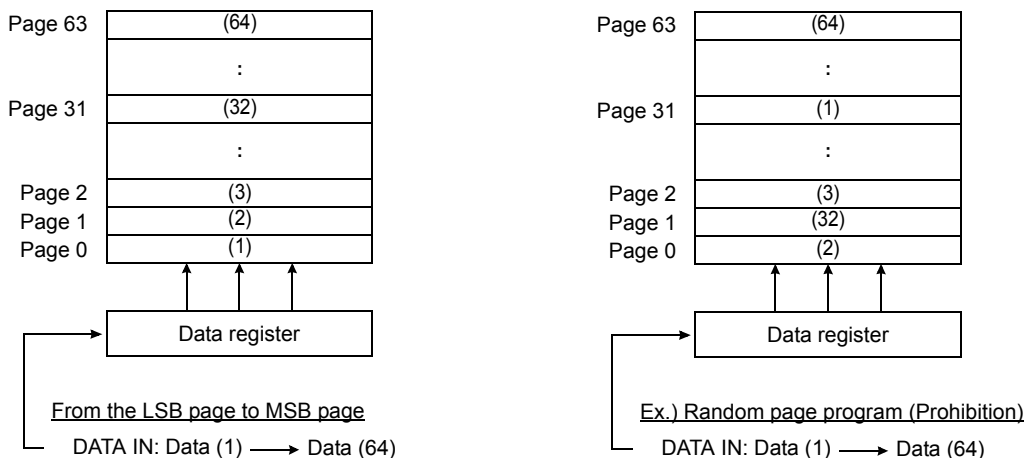 Page 63 (64)
:
Page 31 (32)
:
Page 2 (3)
Page 1 (2)
Page 0 (1)
Data register
From the LSB page to MSB page
DATA IN: Data (1) Data (64)
Page 63 (64)
:
Page 31 (1)
:
Page 2 (3)
Page 1 (32)
Page 0 (2)
Data register
Ex.) Random page program (Prohibition)
DATA IN: Data (1) Data (64)